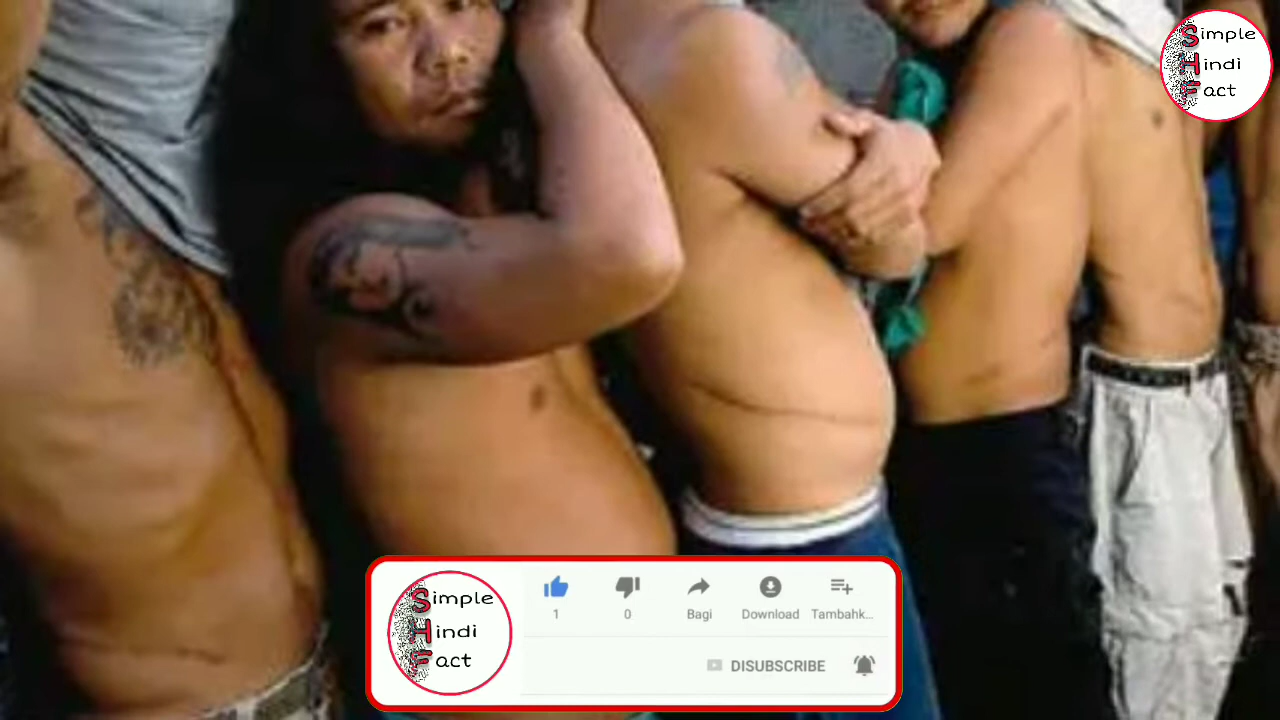 Simple
Hindi
Fact
Simple
Hindi
Fact
1
0
Bagi
Download
Tambahk...
DISUBSCRIBE